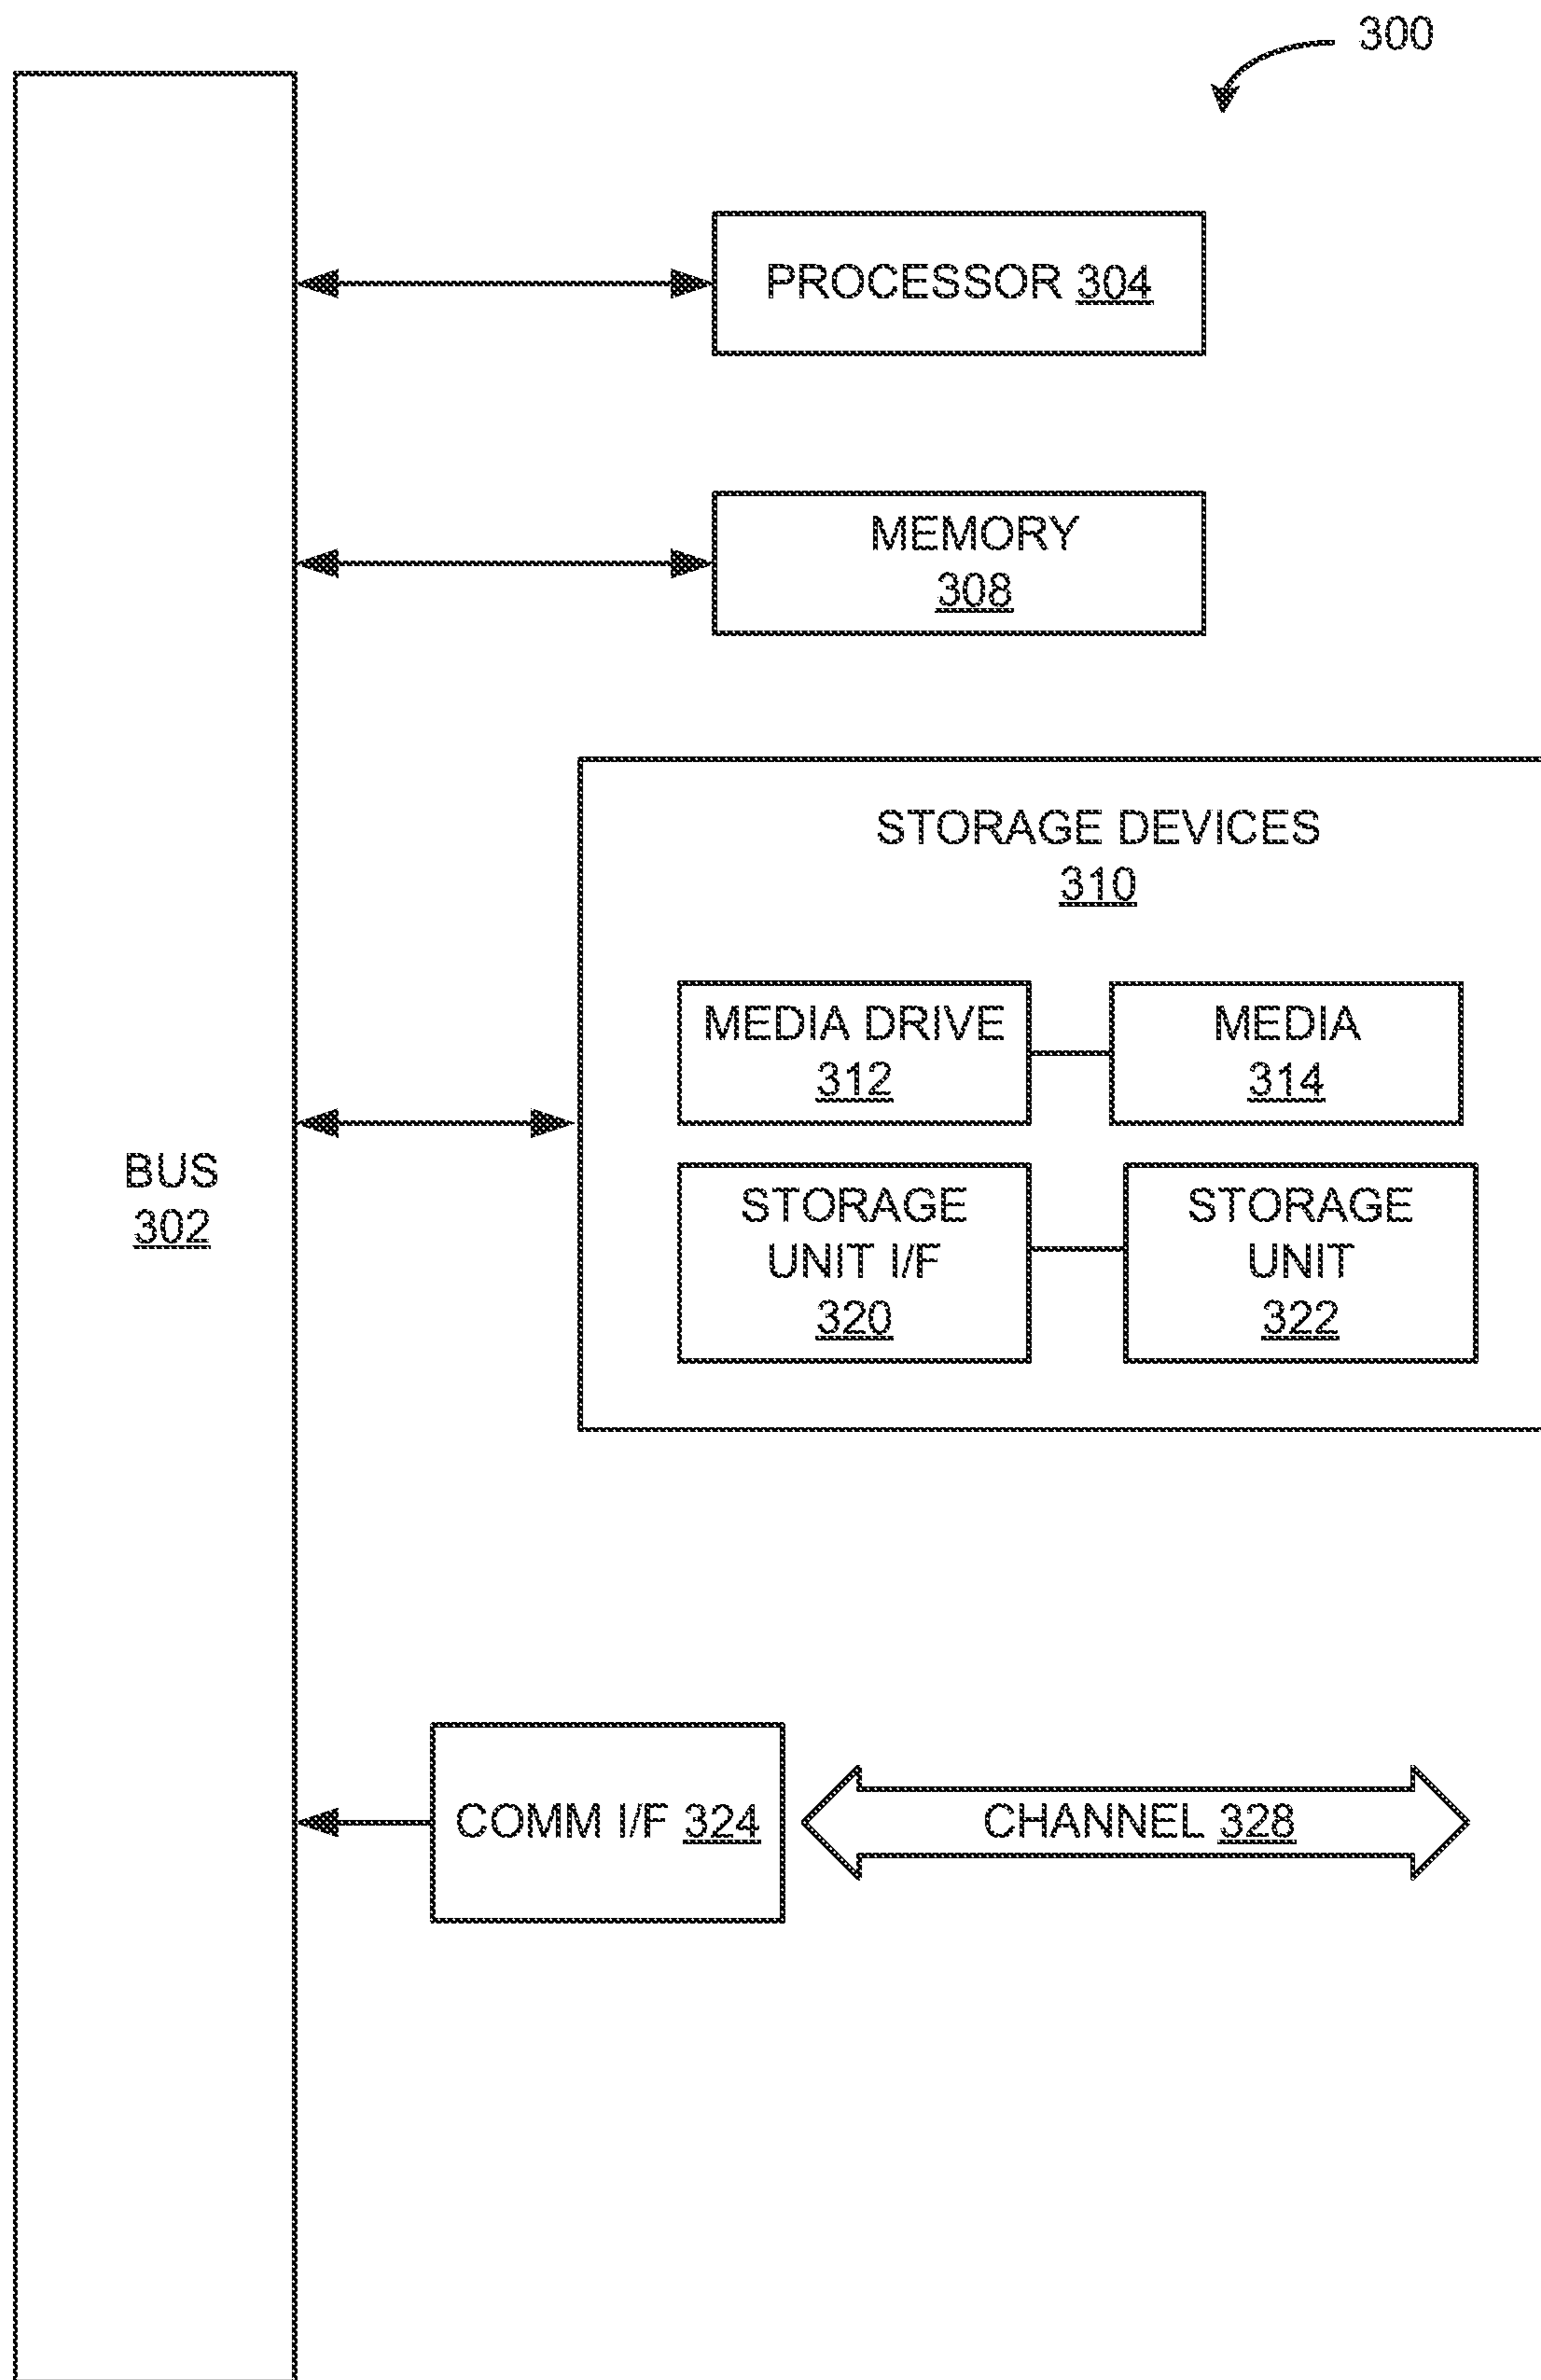 300
PROCESSOR 304
MEMORY
308
STORAGE DEVICES
310
MEDIA DRIVE
312
MEDIA
314
BUS
302
STORAGE
UNIT I/F
320
STORAGE
UNIT
322
COMM I/F 324
CHANNEL 328